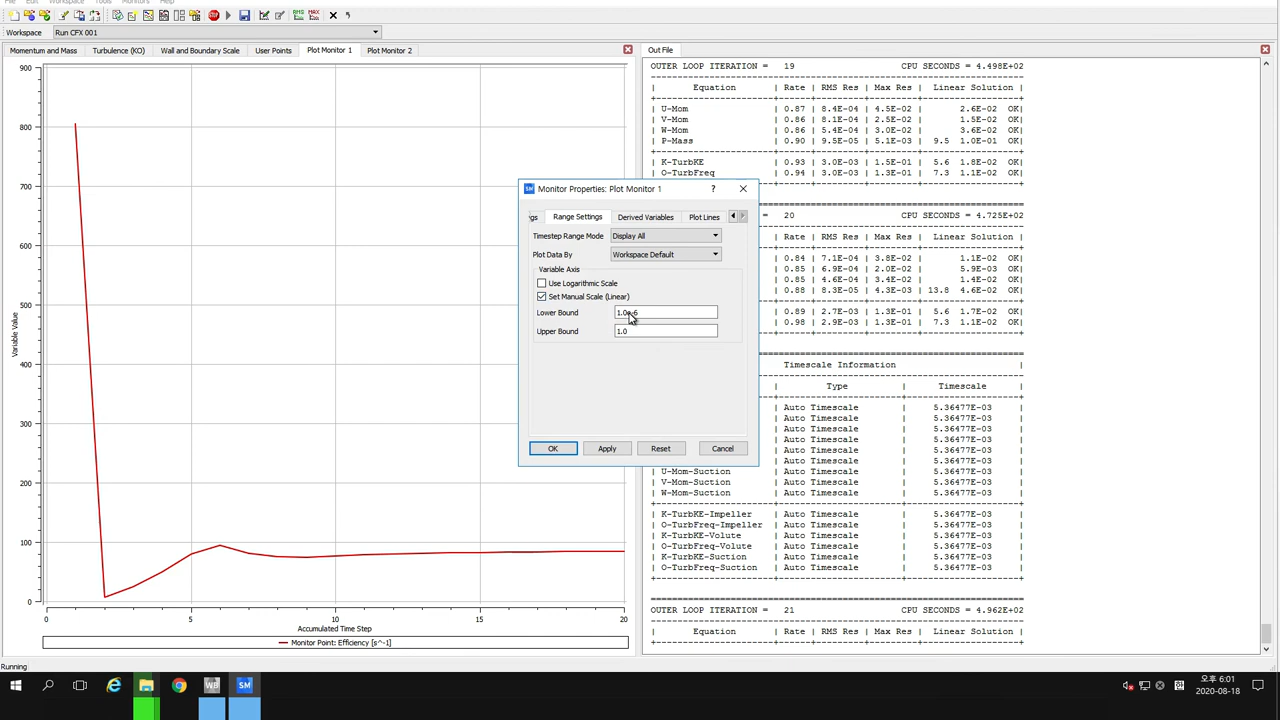 File Edit Workspace Tools Monitors Help
Workspace Run CFX 001
Momentum and Mass Turbulence (KO) Wall and Boundary Scale User Points Plot Monitor 1 Plot Monitor 2
900
800
700
600
500
400
300
200
100
0
Variable Value
0 5 10 15 20
Accumulated Time Step
Monitor Point: Efficiency [s^-1]
Running
Monitor Properties: Plot Monitor 1 ?
gs Range Settings Derived Variables Plot Lines
Timestep Range Mode Display All
Plot Data By Workspace Default
Variable Axis
Use Logarithmic Scale
Set Manual Scale (Linear)
Lower Bound
Upper Bound 1.0
OK Apply Reset Cancel
Out File
OUTER LOOP ITERATION = 19 CPU SECONDS = 4.498E+02
| Equation | Rate | RMS Res | Max Res | Linear Solution |
| U-Mom | 0.87 | 8.4E-04 | 4.5E-02 | 2.6E-02 OK|
| V-Mom | 0.86 | 8.1E-04 | 2.5E-02 | 1.5E-02 OK|
| W-Mom | 0.86 | 5.4E-04 | 3.0E-02 | 3.6E-02 OK|
| P-Mass | 0.90 | 9.5E-05 | 5.1E-03 | 9.5 1.0E-01 OK|
| K-TurbKE | 0.93 | 3.0E-03 | 1.5E-01 | 5.6 1.8E-02 OK|
| O-TurbFreq | 0.94 | 3.0E-03 | 1.3E-01 | 7.3 1.1E-02 OK|
= 20 CPU SECONDS = 4.725E+02
| Rate | RMS Res | Max Res | Linear Solution |
| 0.84 | 7.1E-04 | 3.8E-02 | 1.1E-02 OK|
| 0.85 | 6.9E-04 | 2.0E-02 | 5.9E-03 OK|
| 0.85 | 4.6E-04 | 3.4E-02 | 1.4E-02 OK|
| 0.88 | 8.3E-05 | 4.3E-03 | 13.8 4.6E-02 OK|
| 0.89 | 2.7E-03 | 1.3E-01 | 5.6 1.7E-02 OK|
| 0.98 | 2.9E-03 | 1.3E-01 | 7.3 1.1E-02 OK|
Timescale Information |
| Type | Timescale |
| Auto Timescale | 5.36477E-03 |
| Auto Timescale | 5.36477E-03 |
| Auto Timescale | 5.36477E-03 |
| Auto Timescale | 5.36477E-03 |
| Auto Timescale | 5.36477E-03 |
| Auto Timescale | 5.36477E-03 |
| U-Mom-Suction | Auto Timescale | 5.36477E-03 |
| V-Mom-Suction | Auto Timescale | 5.36477E-03 |
| W-Mom-Suction | Auto Timescale | 5.36477E-03 |
| K-TurbKE-Impeller | Auto Timescale | 5.36477E-03 |
| O-TurbFreq-Impeller | Auto Timescale | 5.36477E-03 |
| K-TurbKE-Volute | Auto Timescale | 5.36477E-03 |
| O-TurbFreq-Volute | Auto Timescale | 5.36477E-03 |
| K-TurbKE-Suction | Auto Timescale | 5.36477E-03 |
| O-TurbFreq-Suction | Auto Timescale | 5.36477E-03 |
OUTER LOOP ITERATION = 21 CPU SECONDS = 4.962E+02
| Equation | Rate | RMS Res | Max Res | Linear Solution |
오후 6:01
2020-08-18